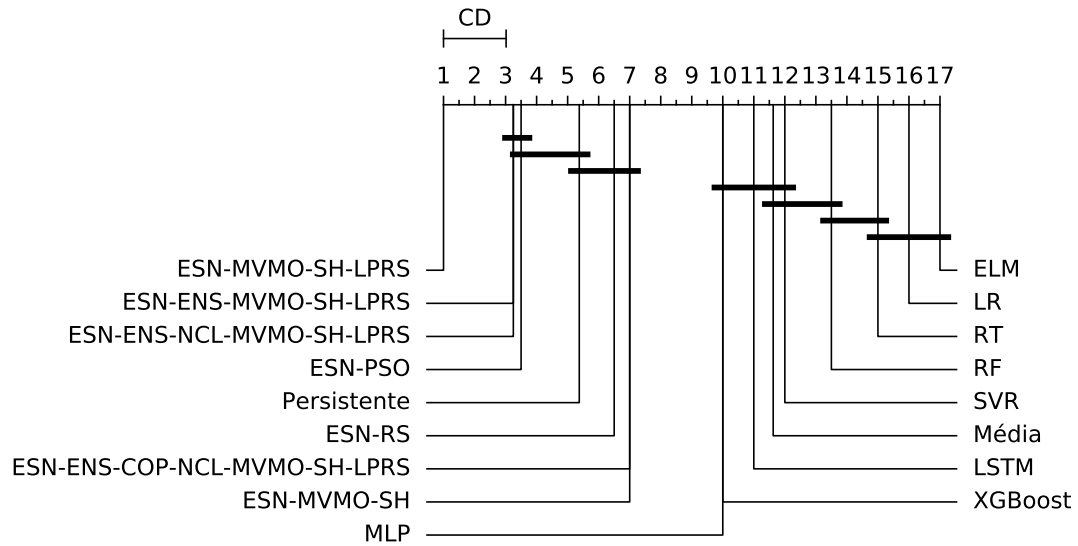 CD
1 2 3 4 5 6 7 8 9 10 11 12 13 14 15 16 17
ESN-MVMO-SH-LPRS ELM
ESN-ENS-MVMO-SH-LPRS LR
ESN-ENS-NCL-MVMO-SH-LPRS RT
ESN-PSO RF
Persistente SVR
ESN-RS Média
ESN-ENS-COP-NCL-MVMO-SH-LPRS LSTM
ESN-MVMO-SH XGBoost
MLP